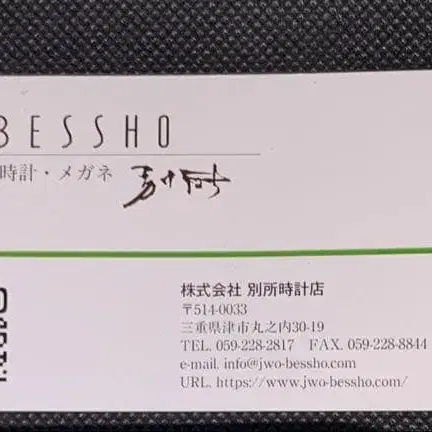 BESSHO
時計・メガネ
株式会社 別所時計店
〒514-0033
三重県津市丸之内30-19
TEL. 059-228-2817 FAX. 059-228-8844
e-mail. info@jwo-bessho.com
URL. https://www.jwo-bessho.com/